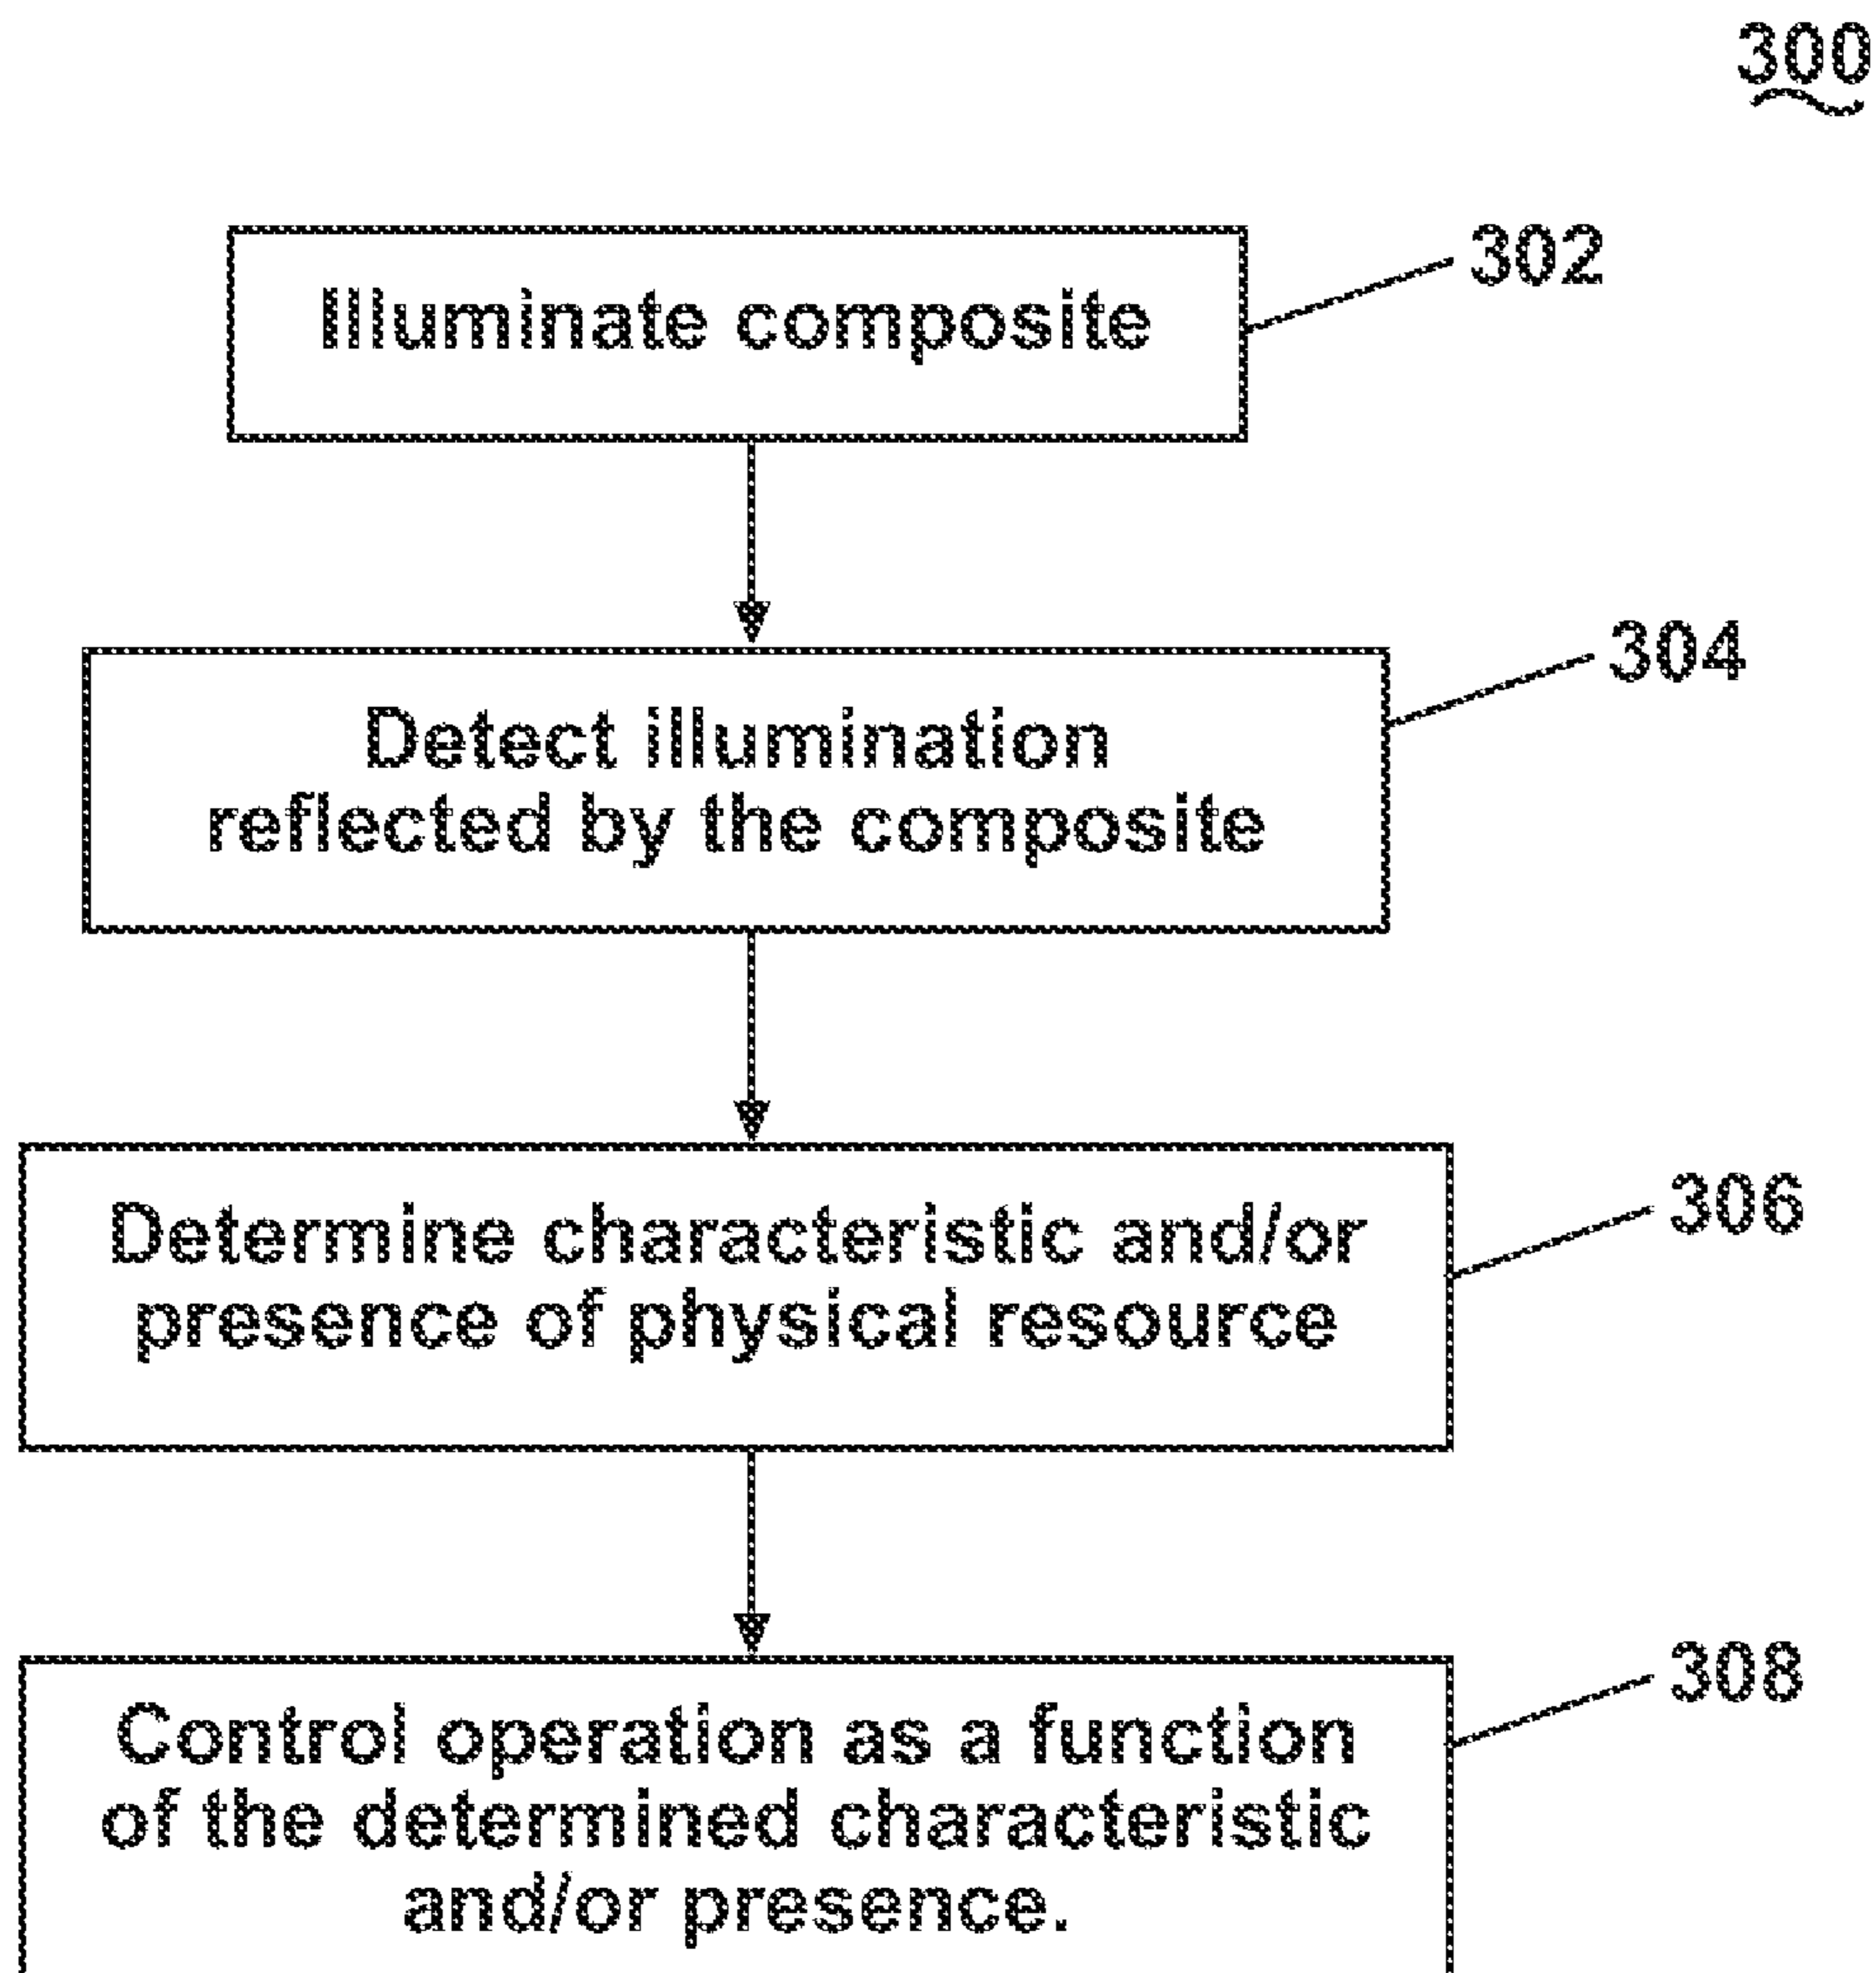 300
Illuminate composite
302
Detect illumination
reflected by the composite
304
Determine characteristic and/or
presence of physical resource
306
Control operation as a function
of the determined characteristic
and/or presence.
308